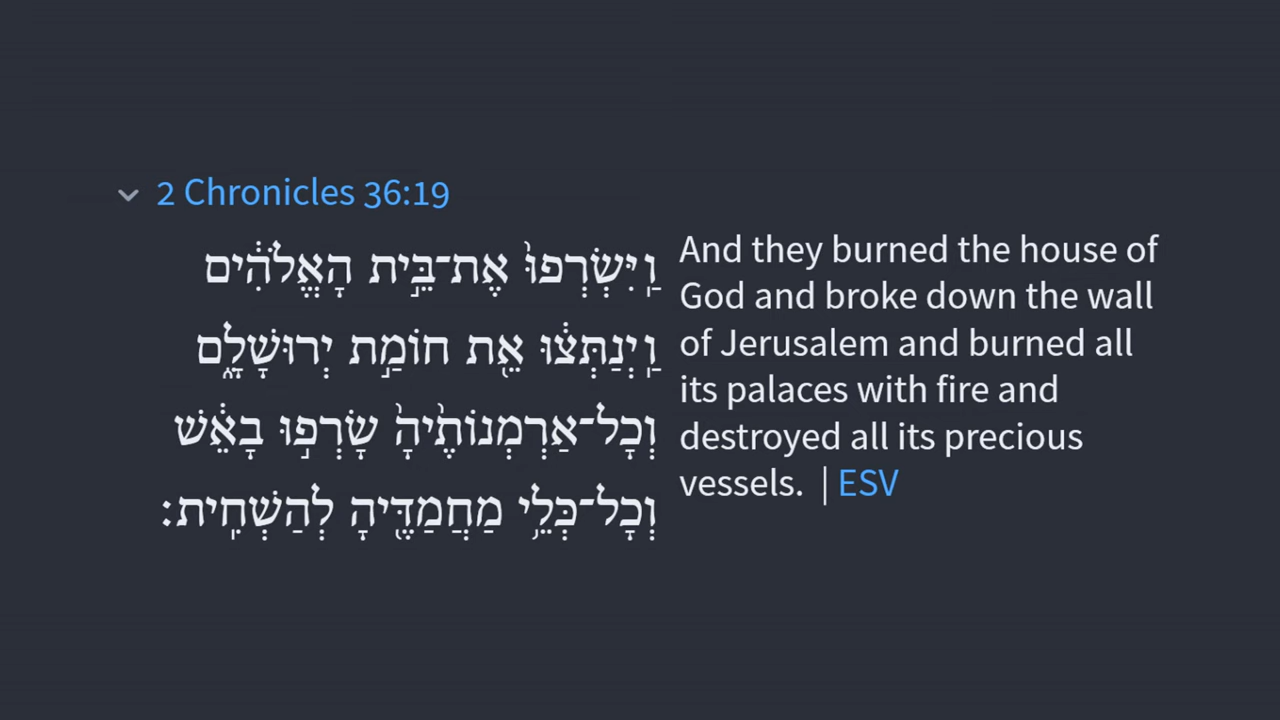 2 Chronicles 36:19
וַֽיִּשְׂרְפוּ֙ אֶת־בֵּ֣ית הָאֱלֹהִ֔ים
וַֽיְנַתְּצ֔וּ אֵ֖ת חוֹמַ֣ת יְרוּשָׁלָ֑ם
וְכָל־אַרְמְנוֹתֶ֙יהָ֙ שָׂרְפ֣וּ בָאֵ֔שׁ
וְכָל־כְּלֵ֥י מַחֲמַדֶּ֖יהָ לְהַשְׁחִֽית׃
And they burned the house of
God and broke down the wall
of Jerusalem and burned all
its palaces with fire and
destroyed all its precious
vessels. | ESV